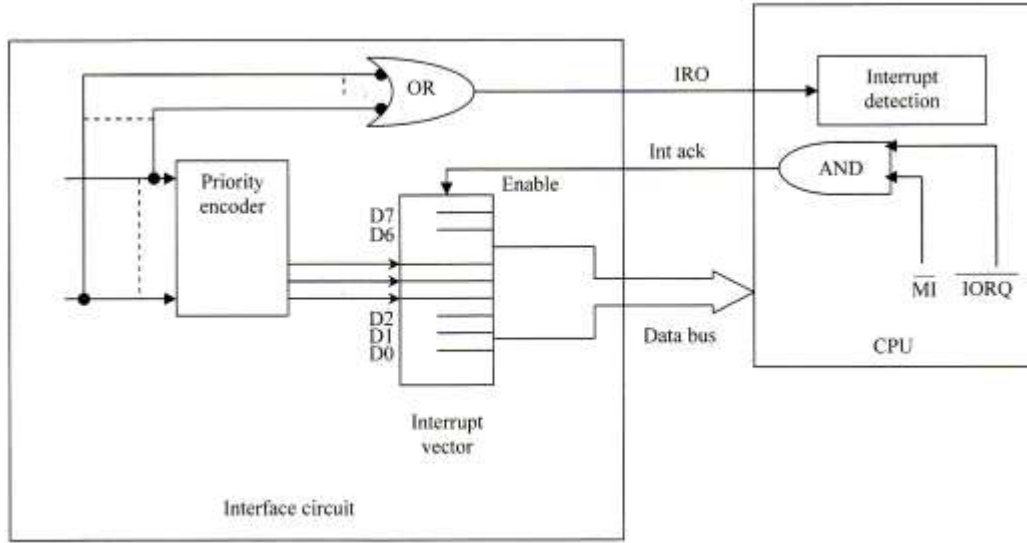 OR
IRO
Interrupt
detection
Int ack
AND
Priority
encoder
Enable
D7
D6
D2
D1
D0
MI
IORQ
Data bus
CPU
Interrupt
vector
Interface circuit